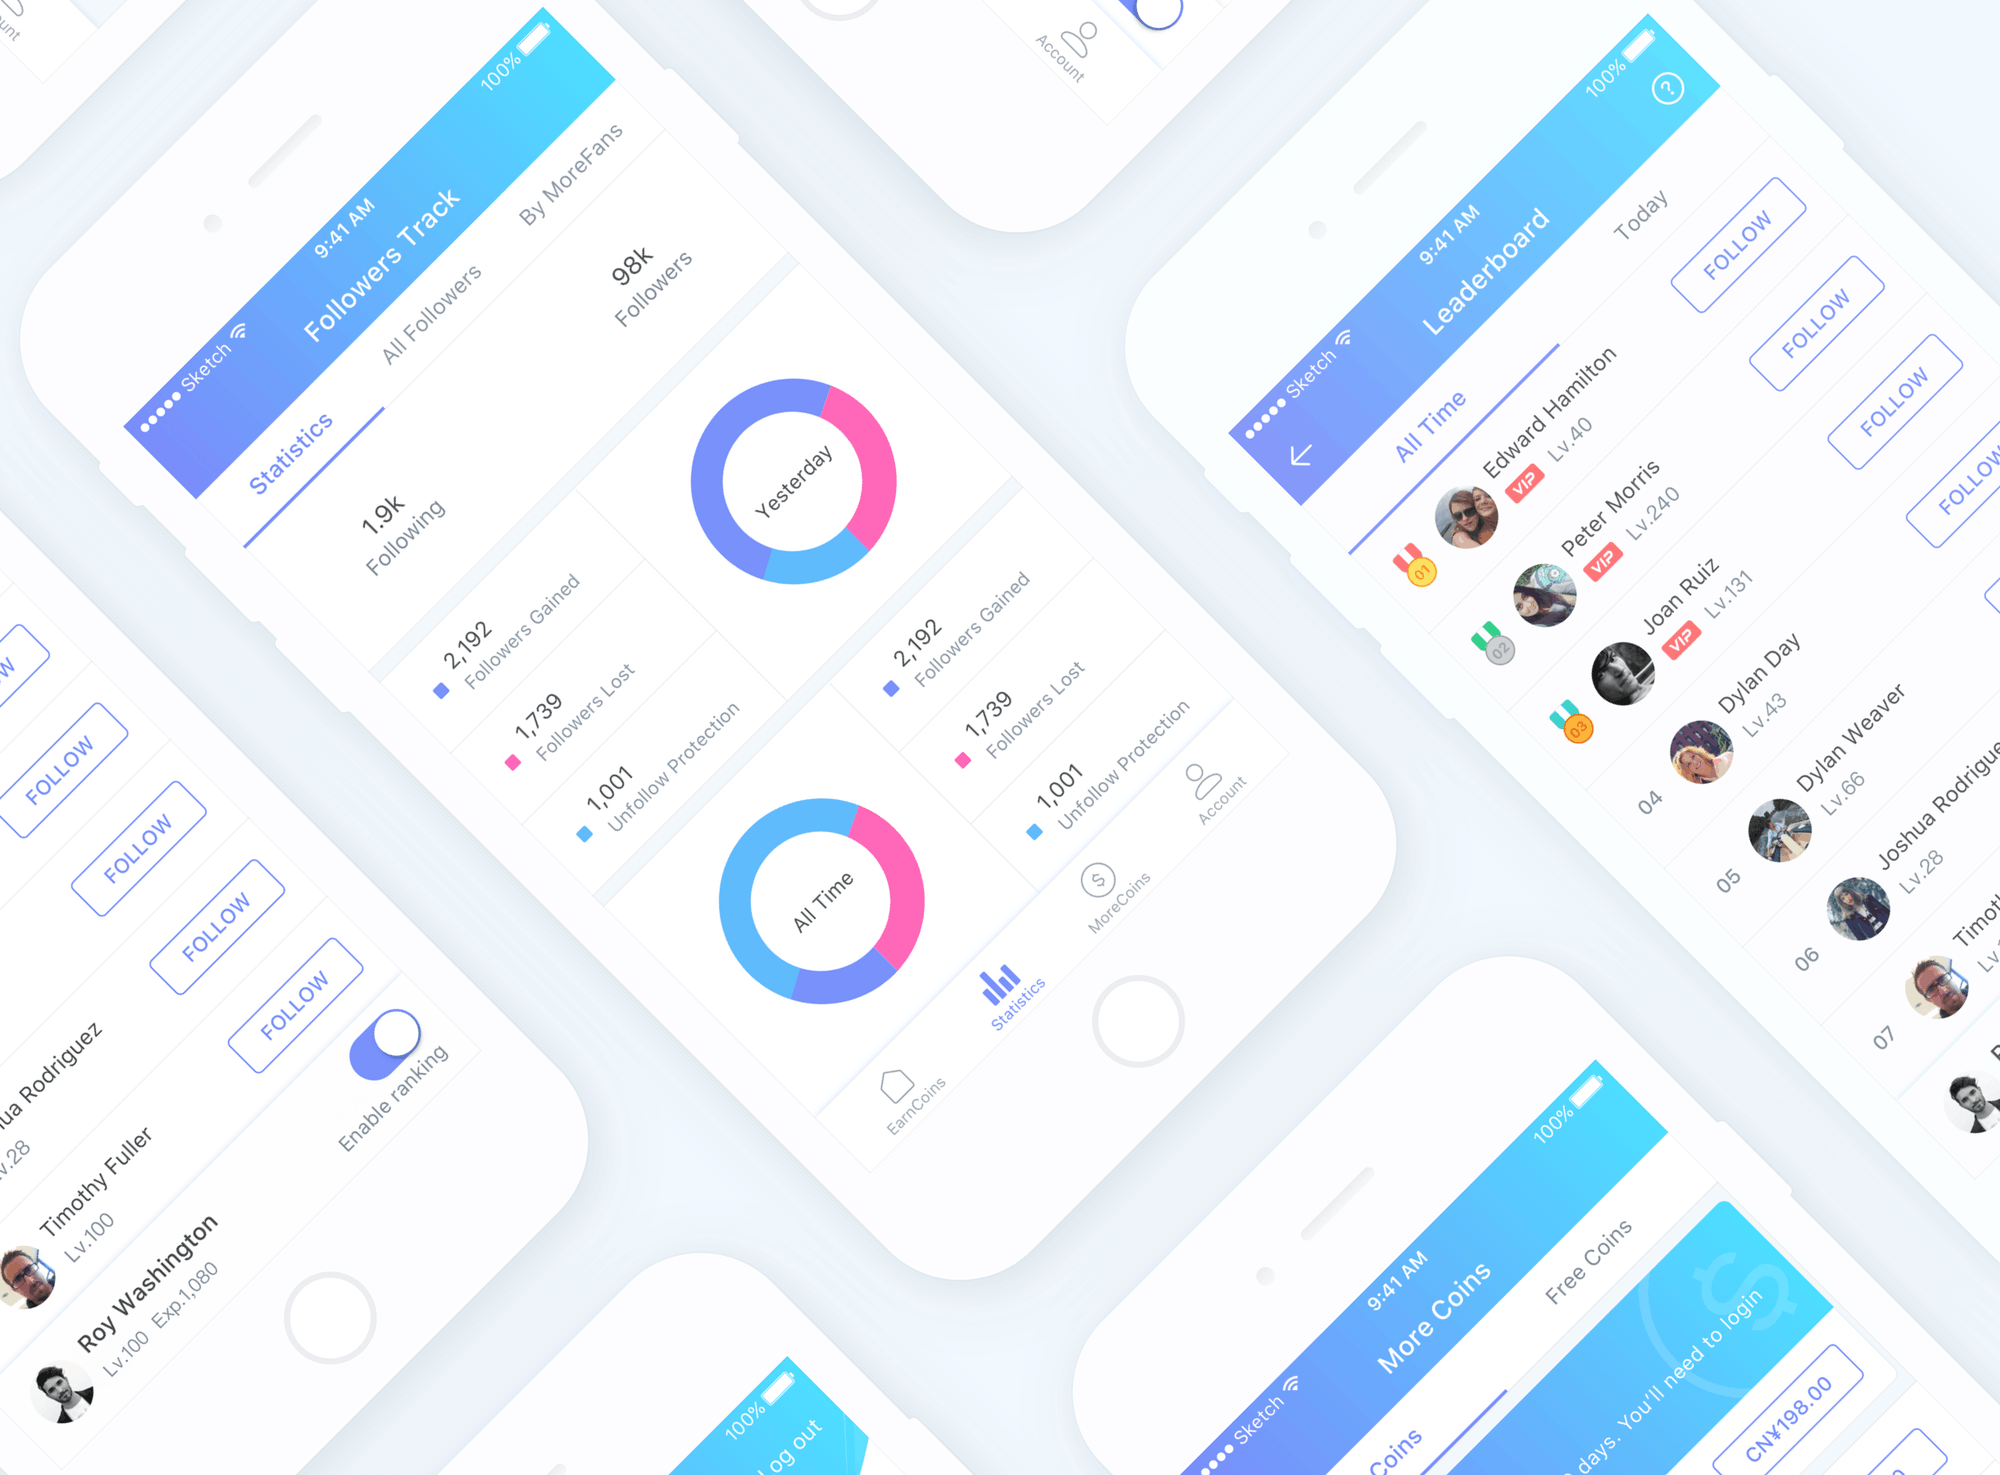 Account
Sketch
9:41 AM
100%
Followers Track
Statistics
All Followers
By MoreFans
1.9k
Following
98k
Followers
2,192
Followers Gained
1,739
Followers Lost
1,001
Unfollow Protection
Yesterday
2,192
Followers Gained
1,739
Followers Lost
1,001
Unfollow Protection
All Time
EarnCoins
Statistics
MoreCoins
Account
Sketch
9:41 AM
100%
?
Leaderboard
All Time
Today
01
Edward Hamilton
VIP Lv.40
FOLLOW
02
Peter Morris
VIP Lv.240
FOLLOW
03
Joan Ruiz
VIP Lv.131
FOLLOW
04
Dylan Day
Lv.43
FOLLOW
05
Dylan Weaver
Lv.66
06
Joshua Rodrigue
Lv.28
07
Timot
Lv.
FOLLOW
FOLLOW
FOLLOW
FOLLOW
ua Rodriguez
v.28
Timothy Fuller
Lv.100
Roy Washington
Lv.100 Exp.1,080
Enable ranking
100%
Log out
Sketch
9:41 AM
100%
More Coins
Coins
Free Coins
days. You'll need to login
$
CN¥198.00